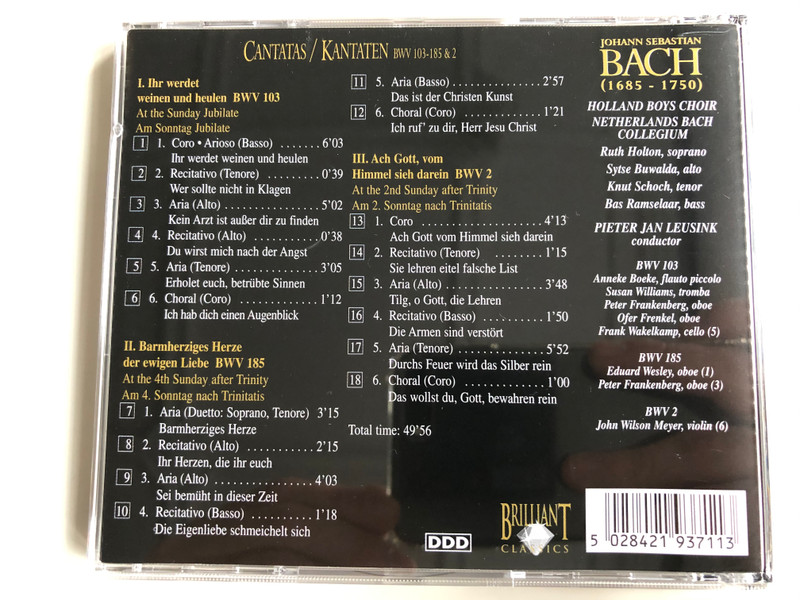 CANTATAS / KANTATEN BWV 103-185 & 2
I. Ihr werdet
weinen und heulen BWV 103
At the Sunday Jubilate
Am Sonntag Jubilate
1 1. Coro • Arioso (Basso) ....... 6’03
Ihr werdet weinen und heulen
2 2. Recitativo (Tenore) ......... 0’39
Wer sollte nicht in Klagen
3 3. Aria (Alto) ................ 5’02
Kein Arzt ist außer dir zu finden
4 4. Recitativo (Alto) ........... 0’38
Du wirst mich nach der Angst
5 5. Aria (Tenore) ............... 3’05
Erholet euch, betrübte Sinnen
6 6. Choral (Coro) ............... 1’12
Ich hab dich einen Augenblick
II. Barmherziges Herze
der ewigen Liebe BWV 185
At the 4th Sunday after Trinity
Am 4. Sonntag nach Trinitatis
7 1. Aria (Duetto: Soprano, Tenore) 3’15
Barmherziges Herze
8 2. Recitativo (Alto) ........... 2’15
Ihr Herzen, die ihr euch
9 3. Aria (Alto) ................. 4’03
Sei bemüht in dieser Zeit
10 4. Recitativo (Basso) .......... 1’18
Die Eigenliebe schmeichelt sich
11 5. Aria (Basso) ............... 2’57
Das ist der Christen Kunst
12 6. Choral (Coro) .............. 1’21
Ich ruf’ zu dir, Herr Jesu Christ
III. Ach Gott, vom
Himmel sieh darein BWV 2
At the 2nd Sunday after Trinity
Am 2. Sonntag nach Trinitatis
13 1. Coro ..................... 4’13
Ach Gott vom Himmel sieh darein
14 2. Recitativo (Tenore) ......... 1’15
Sie lehren eitel falsche List
15 3. Aria (Alto) ................ 3’48
Tilg, o Gott, die Lehren
16 4. Recitativo (Basso) .......... 1’50
Die Armen sind verstört
17 5. Aria (Tenore) .............. 5’52
Durchs Feuer wird das Silber rein
18 6. Choral (Coro) .............. 1’00
Das wollst du, Gott, bewahren rein
Total time: 49’56
JOHANN SEBASTIAN
BACH
(1685 - 1750)
HOLLAND BOYS CHOIR
NETHERLANDS BACH
COLLEGIUM
Ruth Holton, soprano
Sytse Buwalda, alto
Knut Schoch, tenor
Bas Ramselaar, bass
PIETER JAN LEUSINK
conductor
BWV 103
Anneke Boeke, flauto piccolo
Susan Williams, tromba
Peter Frankenberg, oboe
Ofer Frenkel, oboe
Frank Wakelkamp, cello (5)
BWV 185
Eduard Wesley, oboe (1)
Peter Frankenberg, oboe (3)
BWV 2
John Wilson Meyer, violin (6)
DDD
BRILLIANT
CLASSICS
5 028421 937113